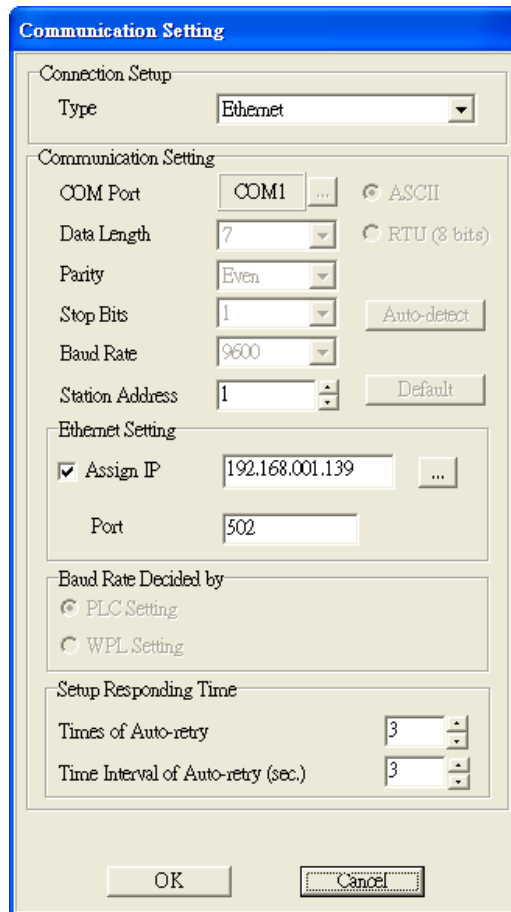 Communication Setting
Connection Setup
Type Ethernet
Communication Setting
COM Port COM1 ... ASCII
Data Length 7 RTU (8 bits)
Parity Even
Stop Bits 1 Auto-detect
Baud Rate 9600
Station Address 1 Default
Ethernet Setting
Assign IP 192.168.001.139 ...
Port 502
Baud Rate Decided by
PLC Setting
WPL Setting
Setup Responding Time
Times of Auto-retry 3
Time Interval of Auto-retry (sec.) 3
OK Cancel